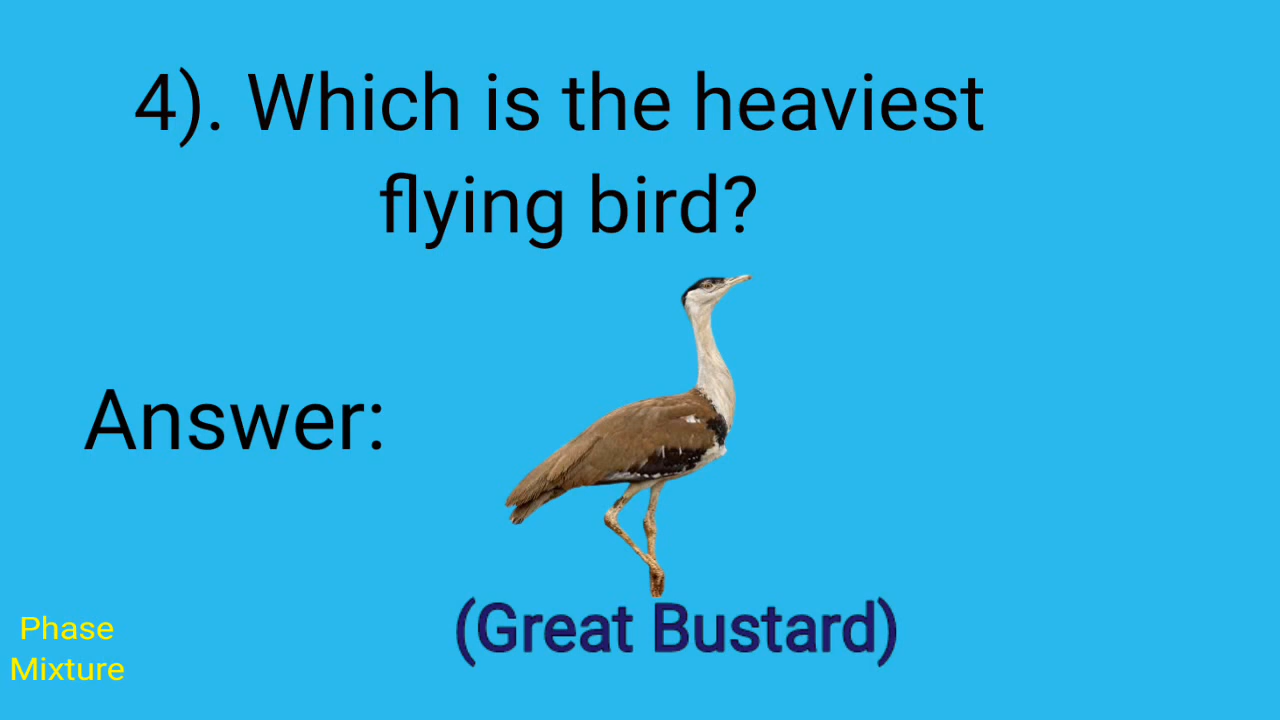 4). Which is the heaviest
flying bird?
Answer:
(Great Bustard)
Phase
Mixture